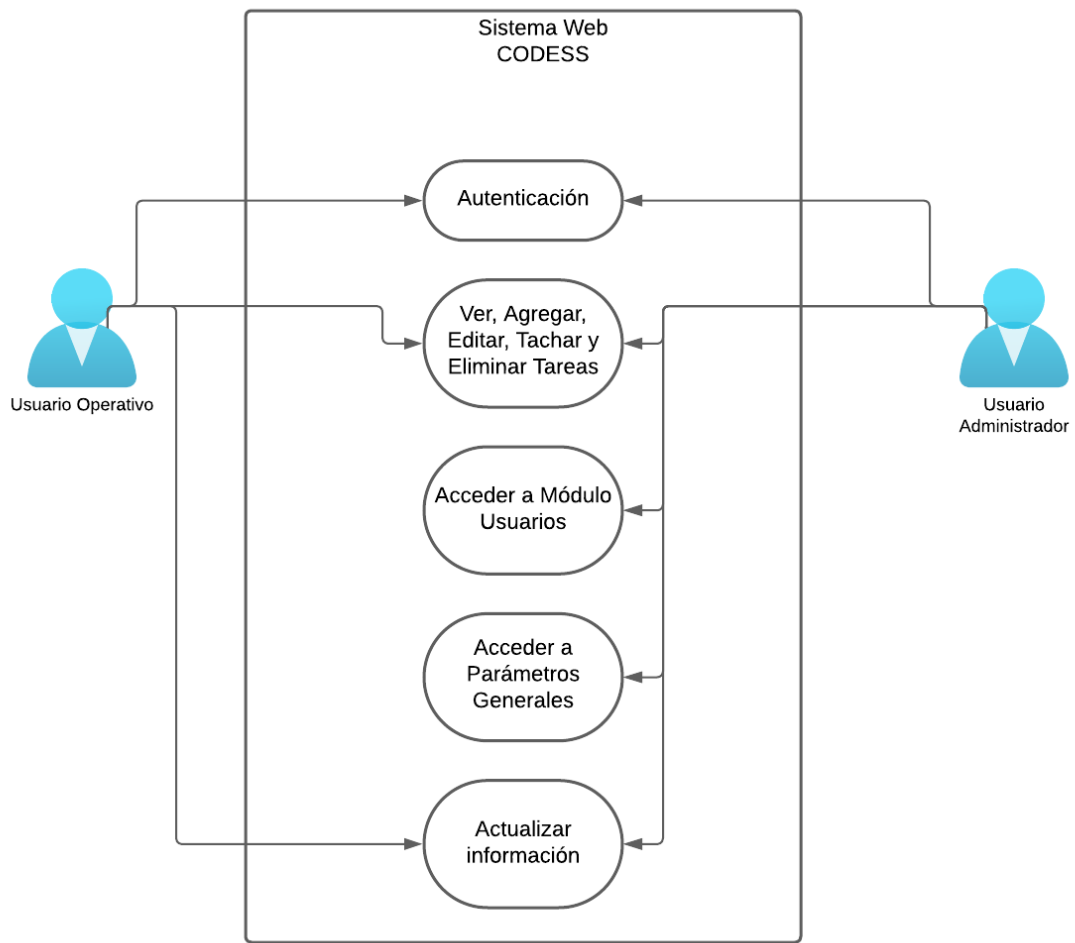 Sistema Web
CODESS
Autenticación
Ver, Agregar,
Editar, Tachar y
Eliminar Tareas
Usuario Operativo
Usuario
Administrador
Acceder a Módulo
Usuarios
Acceder a
Parámetros
Generales
Actualizar
información